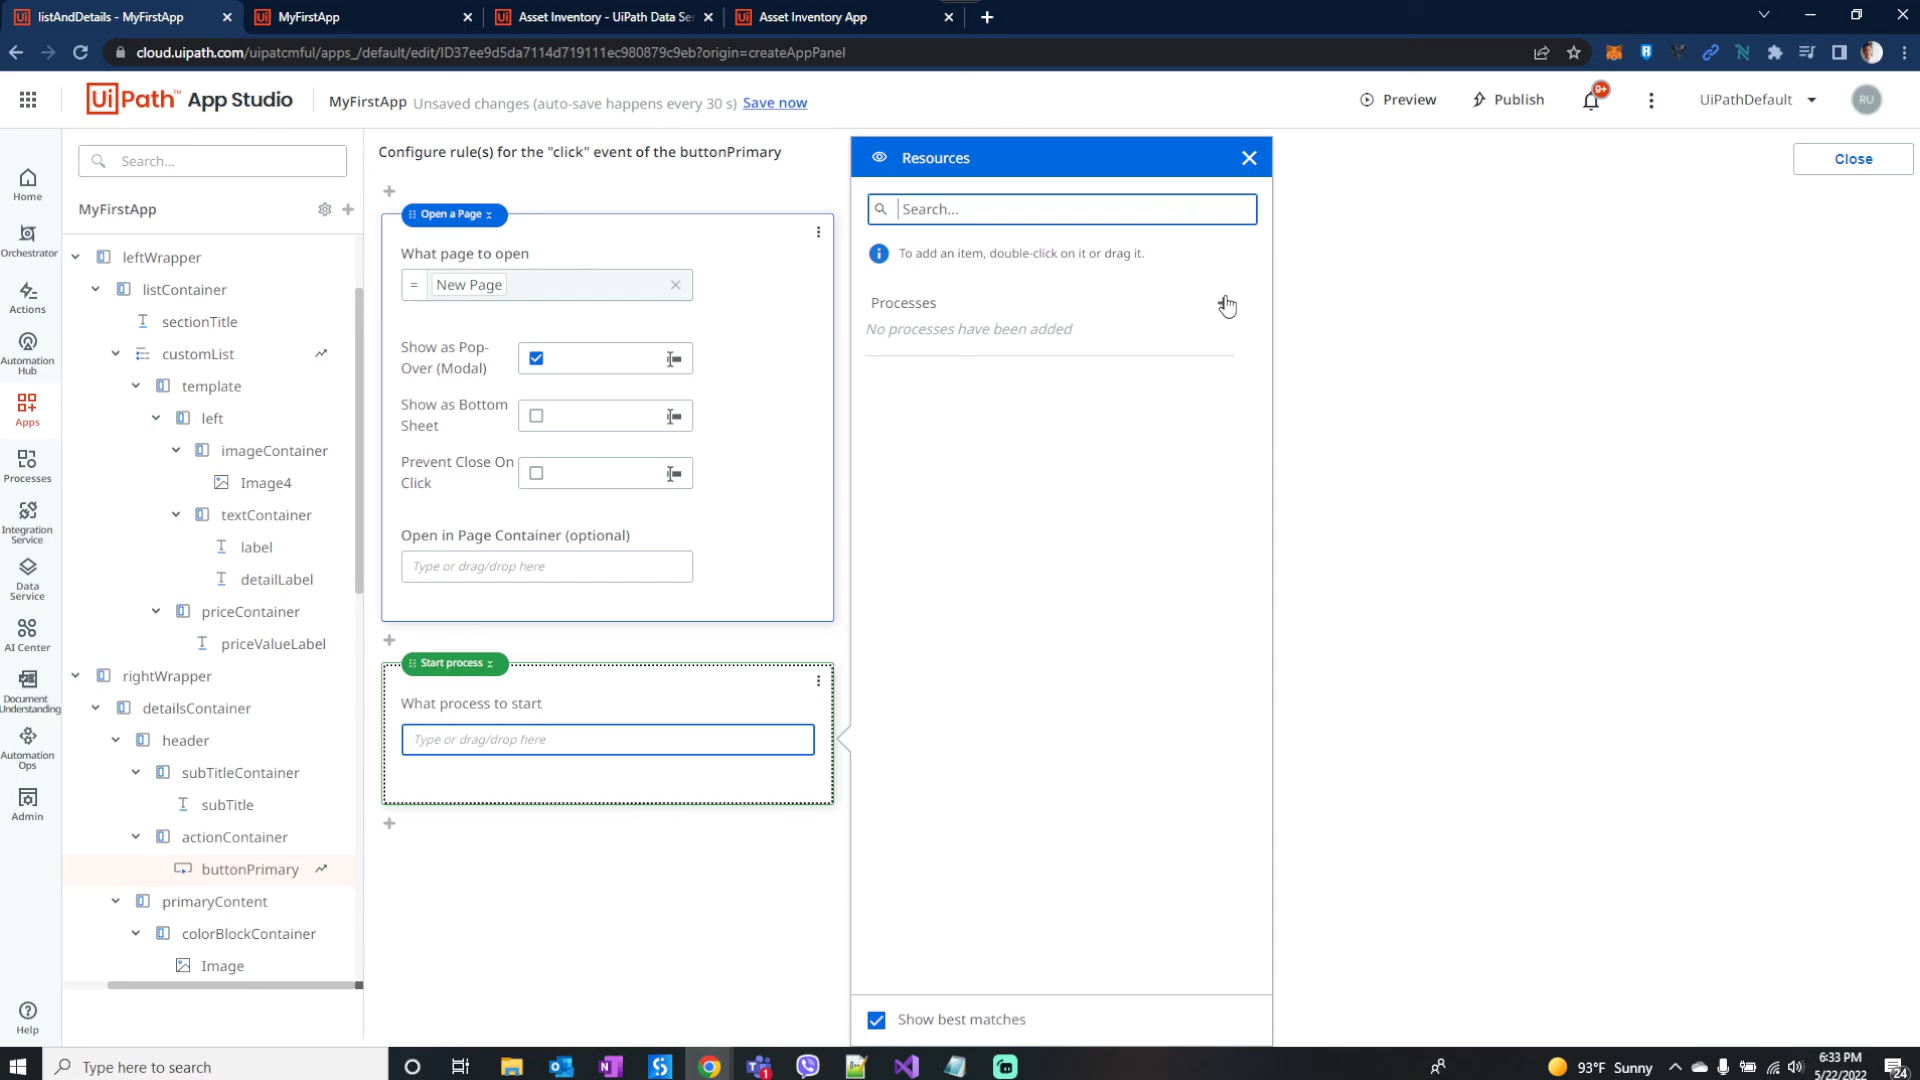 listAndDetails - MyFirstApp
MyFirstApp
Asset Inventory - UiPath Data Se
Asset Inventory App
cloud.uipath.com/uipatcmful/apps_/default/edit/ID37ee9d5da7114d719111ec980879c9eb?origin=createAppPanel
UiPath™ App Studio
MyFirstApp Unsaved changes (auto-save happens every 30 s) Save now
Preview
Publish
9+
UiPathDefault
RU
Search...
Configure rule(s) for the "click" event of the buttonPrimary
Resources
Close
Home
Orchestrator
Actions
Automation
Hub
Apps
Processes
Integration
Service
Data
Service
AI Center
Document
Understanding
Automation
Ops
Admin
Help
MyFirstApp
leftWrapper
listContainer
sectionTitle
customList
template
left
imageContainer
Image4
textContainer
label
detailLabel
priceContainer
priceValueLabel
rightWrapper
detailsContainer
header
subTitleContainer
subTitle
actionContainer
buttonPrimary
primaryContent
colorBlockContainer
Image
Open a Page
What page to open
= New Page
Show as Pop-
Over (Modal)
Show as Bottom
Sheet
Prevent Close On
Click
Open in Page Container (optional)
Type or drag/drop here
Start process
What process to start
Type or drag/drop here
Search...
To add an item, double-click on it or drag it.
Processes
No processes have been added
Show best matches
Type here to search
1
93°F Sunny
6:33 PM
5/22/2022
24